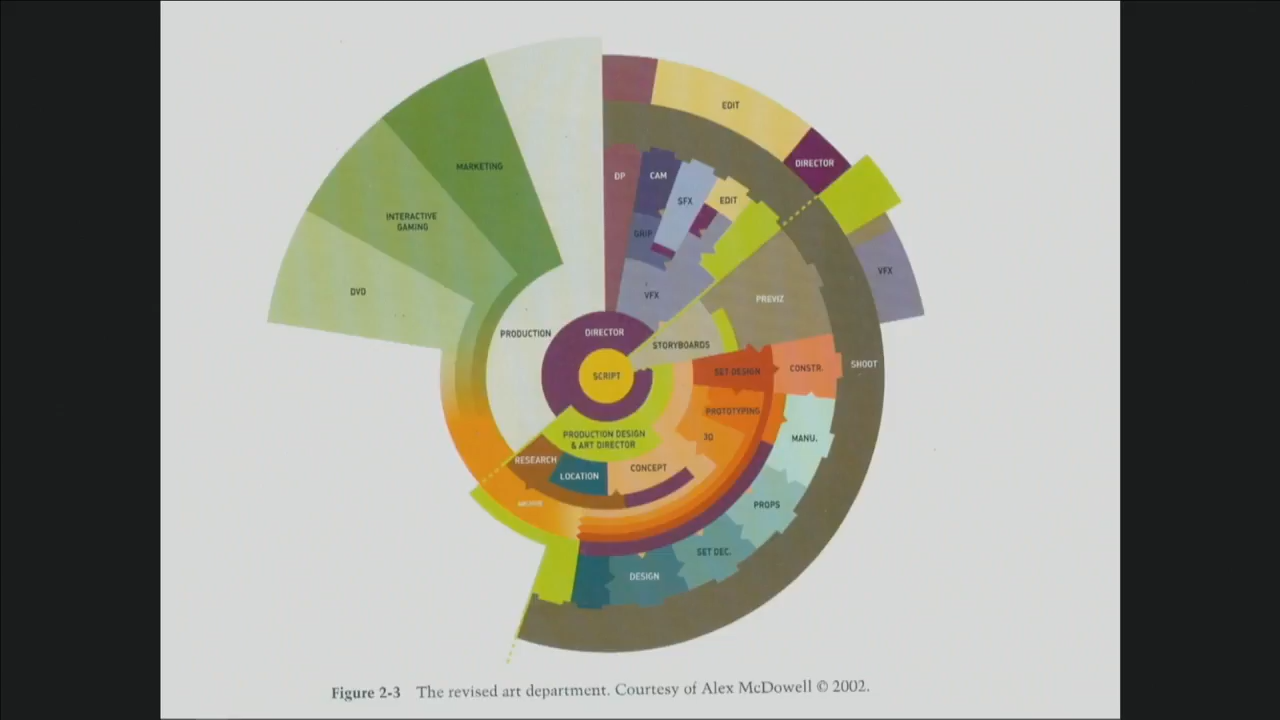 EDIT
MARKETING
DIRECTOR
DP
CAM
SFX
EDIT
INTERACTIVE
GAMING
GRIP
VFX
DVD
VFX
PREVIZ
PRODUCTION
DIRECTOR
STORYBOARDS
SCRIPT
SET DESIGN
CONSTR.
SHOOT
PROTOTYPING
PRODUCTION DESIGN
& ART DIRECTOR
3D
MANU.
RESEARCH
LOCATION
CONCEPT
PROPS
SET DEC.
DESIGN
Figure 2-3 The revised art department. Courtesy of Alex McDowell © 2002.